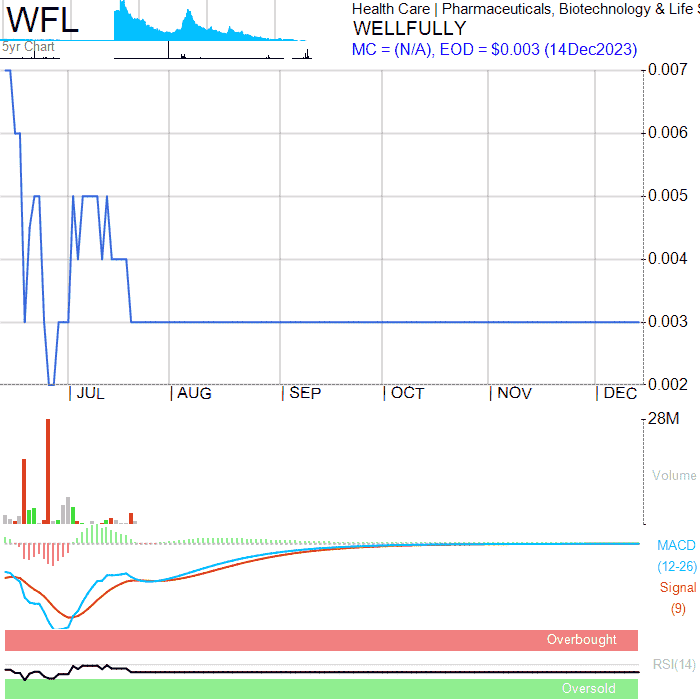 WFL
Health Care | Pharmaceuticals, Biotechnology & Life S
WELLFULLY
5yr Chart
MC = (N/A), EOD = $0.003 (14Dec2023)
0.007
0.006
0.005
0.004
0.003
0.002
JUL AUG SEP OCT NOV DEC
28M
Volume
MACD
(12-26)
Signal
(9)
Overbought
RSI(14)
Oversold